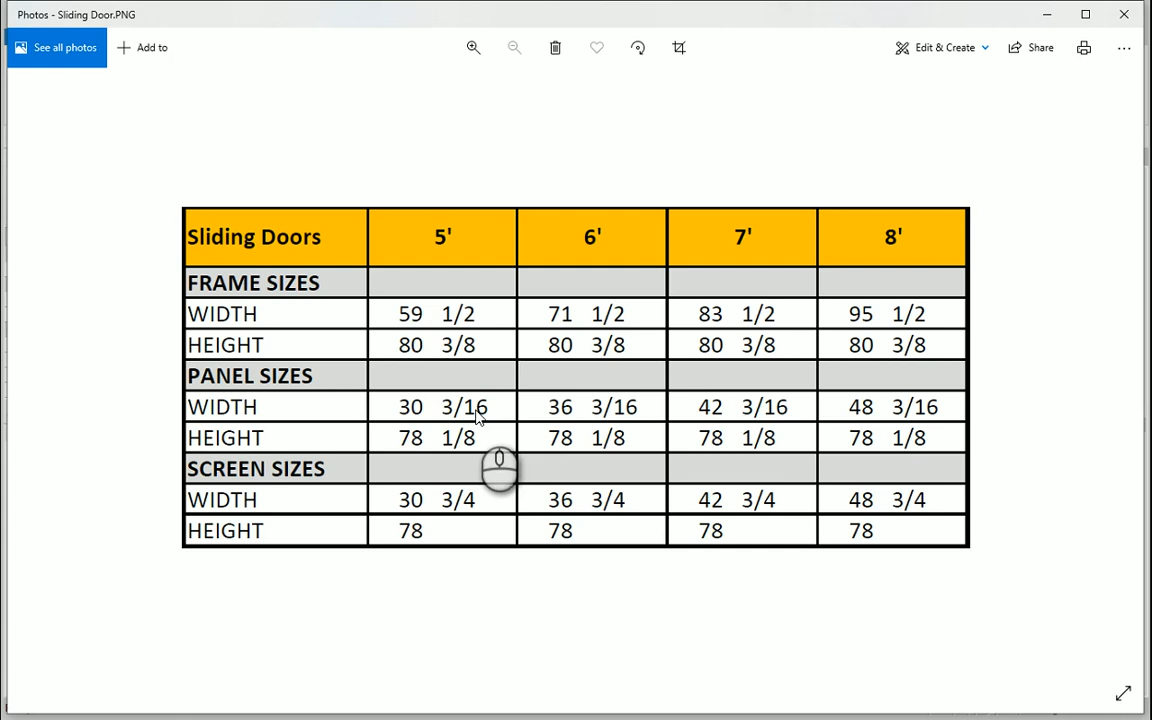 Photos - Sliding Door.PNG
See all photos Add to Edit & Create Share
Sliding Doors 5' 6' 7' 8'
FRAME SIZES
WIDTH 59 1/2 71 1/2 83 1/2 95 1/2
HEIGHT 80 3/8 80 3/8 80 3/8 80 3/8
PANEL SIZES
WIDTH 30 3/16 36 3/16 42 3/16 48 3/16
HEIGHT 78 1/8 78 1/8 78 1/8 78 1/8
SCREEN SIZES
WIDTH 30 3/4 36 3/4 42 3/4 48 3/4
HEIGHT 78 78 78 78